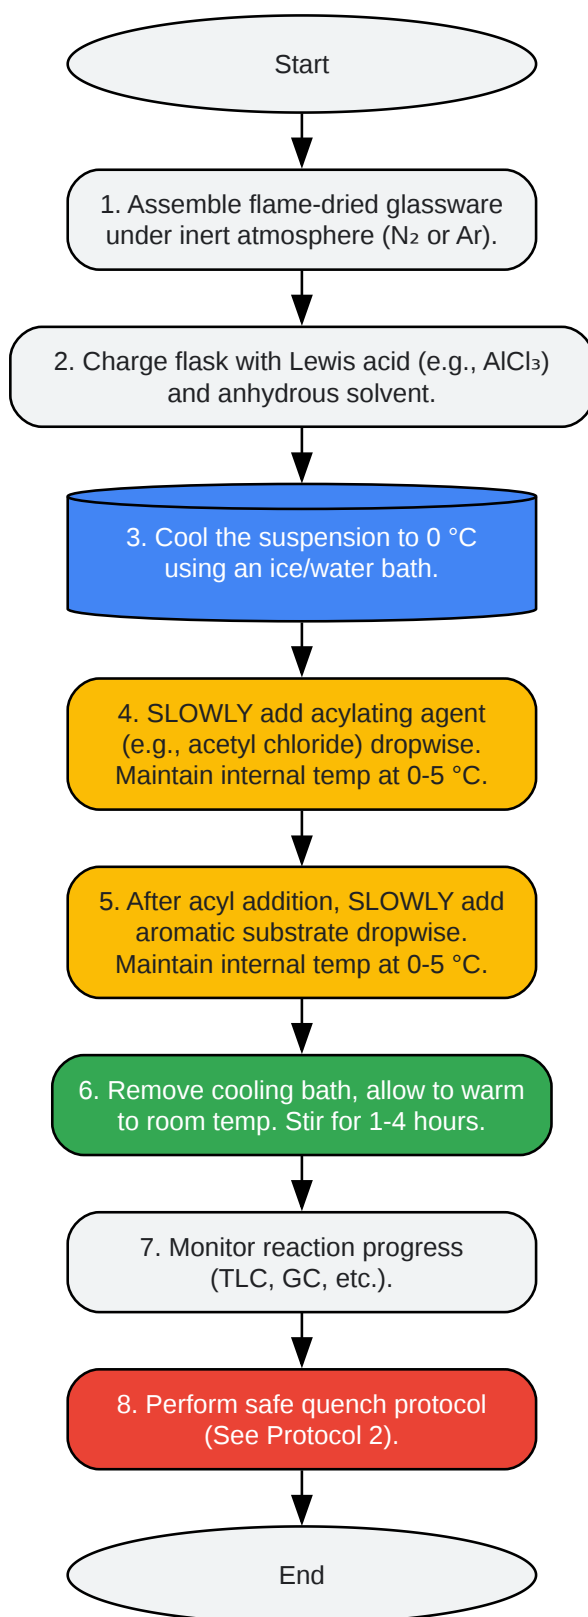 Start
1. Assemble flame-dried glassware
under inert atmosphere (N₂ or Ar).
2. Charge flask with Lewis acid (e.g., AlCl₃)
and anhydrous solvent.
3. Cool the suspension to 0 °C
using an ice/water bath.
4. SLOWLY add acylating agent
(e.g., acetyl chloride) dropwise.
Maintain internal temp at 0-5 °C.
5. After acyl addition, SLOWLY add
aromatic substrate dropwise.
Maintain internal temp at 0-5 °C.
6. Remove cooling bath, allow to warm
to room temp. Stir for 1-4 hours.
7. Monitor reaction progress
(TLC, GC, etc.).
8. Perform safe quench protocol
(See Protocol 2).
End